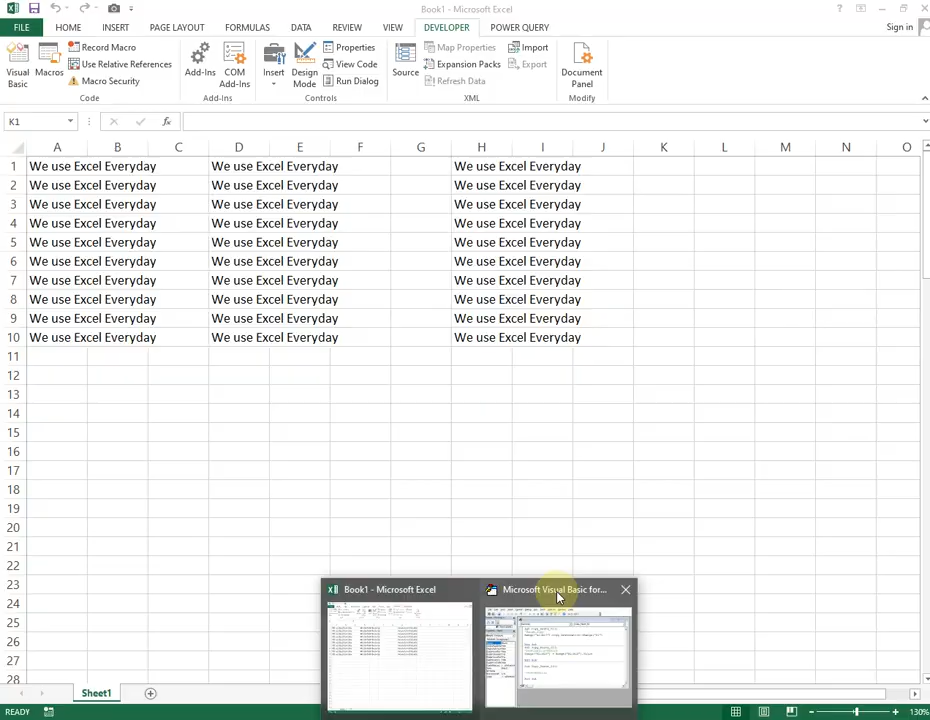 Book1 - Microsoft Excel
FILE HOME INSERT PAGE LAYOUT FORMULAS DATA REVIEW VIEW DEVELOPER POWER QUERY Sign in
Visual Basic
Macros
Record Macro
Use Relative References
Macro Security
Code
Add-Ins
COM Add-Ins
Add-Ins
Insert
Design Mode
Properties
View Code
Run Dialog
Controls
Source
Map Properties
Expansion Packs
Refresh Data
Import
Export
XML
Document Panel
Modify
K1 fx
A B C D E F G H I J K L M N O
1 We use Excel Everyday We use Excel Everyday We use Excel Everyday
2 We use Excel Everyday We use Excel Everyday We use Excel Everyday
3 We use Excel Everyday We use Excel Everyday We use Excel Everyday
4 We use Excel Everyday We use Excel Everyday We use Excel Everyday
5 We use Excel Everyday We use Excel Everyday We use Excel Everyday
6 We use Excel Everyday We use Excel Everyday We use Excel Everyday
7 We use Excel Everyday We use Excel Everyday We use Excel Everyday
8 We use Excel Everyday We use Excel Everyday We use Excel Everyday
9 We use Excel Everyday We use Excel Everyday We use Excel Everyday
10 We use Excel Everyday We use Excel Everyday We use Excel Everyday
11
12
13
14
15
16
17
18
19
20
21
22
23
24
25
26
27
28
Book1 - Microsoft Excel
Microsoft Visual Basic for...
Sheet1
READY
130%